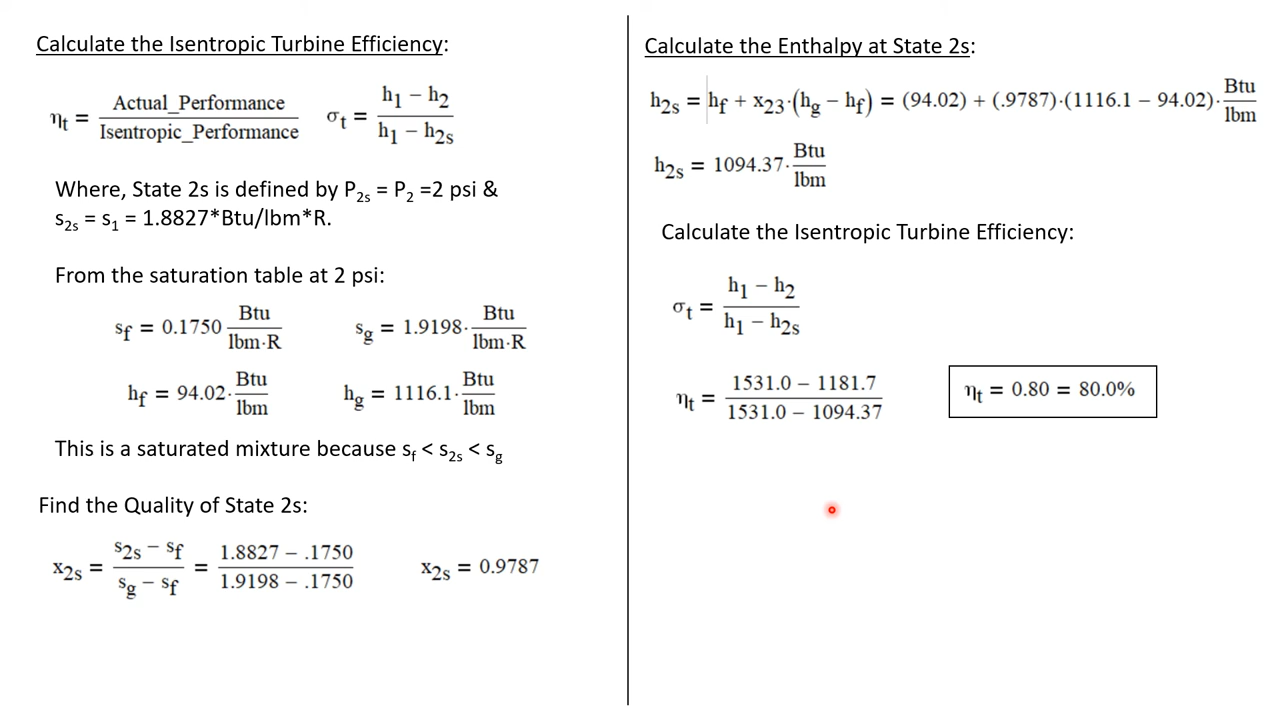 Calculate the Isentropic Turbine Efficiency:
ηt = Actual_Performance / Isentropic_Performance   σt = h1 − h2 / h1 − h2s
Where, State 2s is defined by P2s = P2 =2 psi &
s2s = s1 = 1.8827*Btu/lbm*R.
From the saturation table at 2 psi:
sf = 0.1750 Btu / lbm·R   sg = 1.9198· Btu / lbm·R
hf = 94.02· Btu / lbm   hg = 1116.1· Btu / lbm
This is a saturated mixture because sf < s2s < sg
Find the Quality of State 2s:
x2s = s2s − sf / sg − sf = 1.8827 − .1750 / 1.9198 − .1750   x2s = 0.9787
Calculate the Enthalpy at State 2s:
h2s = hf + x23·(hg − hf) = (94.02) + (.9787)·(1116.1 − 94.02)· Btu / lbm
h2s = 1094.37· Btu / lbm
Calculate the Isentropic Turbine Efficiency:
σt = h1 − h2 / h1 − h2s
ηt = 1531.0 − 1181.7 / 1531.0 − 1094.37   ηt = 0.80 = 80.0%